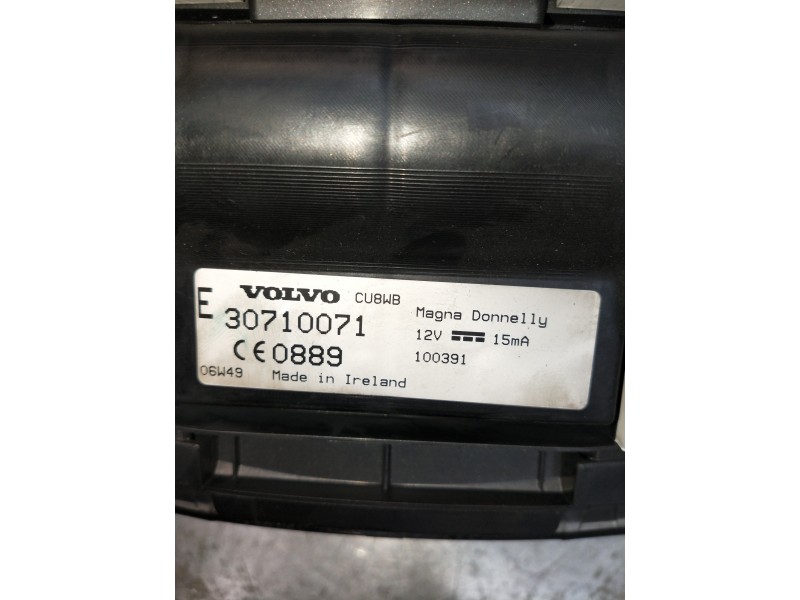 VOLVO CU8WB
E 30710071
CE0889
06W49 Made in Ireland
Magna Donnelly
12V 15mA
100391